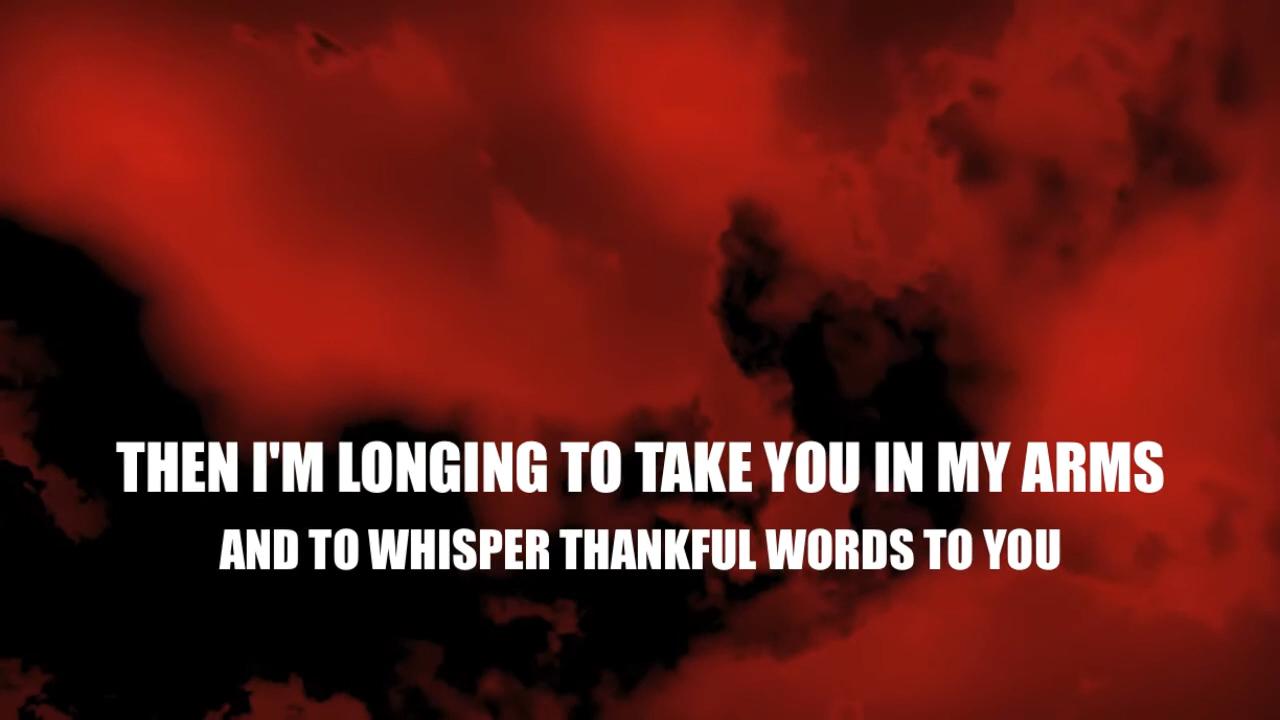 THEN I'M LONGING TO TAKE YOU IN MY ARMS
AND TO WHISPER THANKFUL WORDS TO YOU